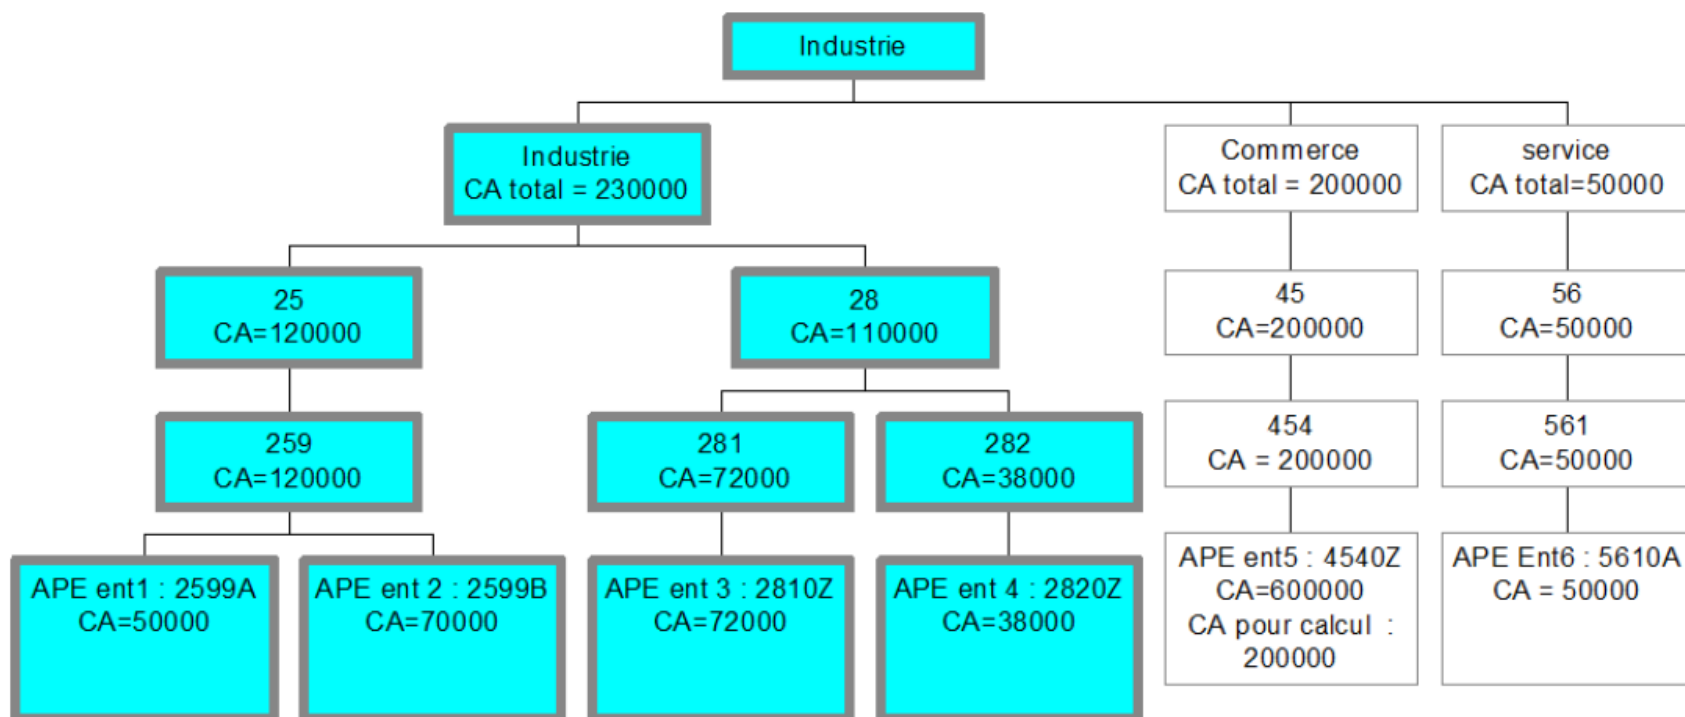 Industrie
Industrie
CA total = 230000
Commerce
CA total = 200000
service
CA total=50000
25
CA=120000
28
CA=110000
45
CA=200000
56
CA=50000
259
CA=120000
281
CA=72000
282
CA=38000
454
CA = 200000
561
CA=50000
APE ent1 : 2599A
CA=50000
APE ent 2 : 2599B
CA=70000
APE ent 3 : 2810Z
CA=72000
APE ent 4 : 2820Z
CA=38000
APE ent5 : 4540Z
CA=600000
CA pour calcul :
200000
APE Ent6 : 5610A
CA = 50000